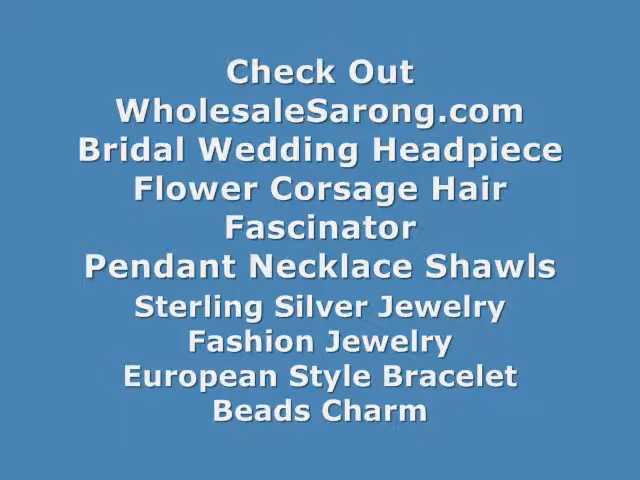 Check Out
WholesaleSarong.com
Bridal Wedding Headpiece
Flower Corsage Hair
Fascinator
Pendant Necklace Shawls
Sterling Silver Jewelry
Fashion Jewelry
European Style Bracelet
Beads Charm